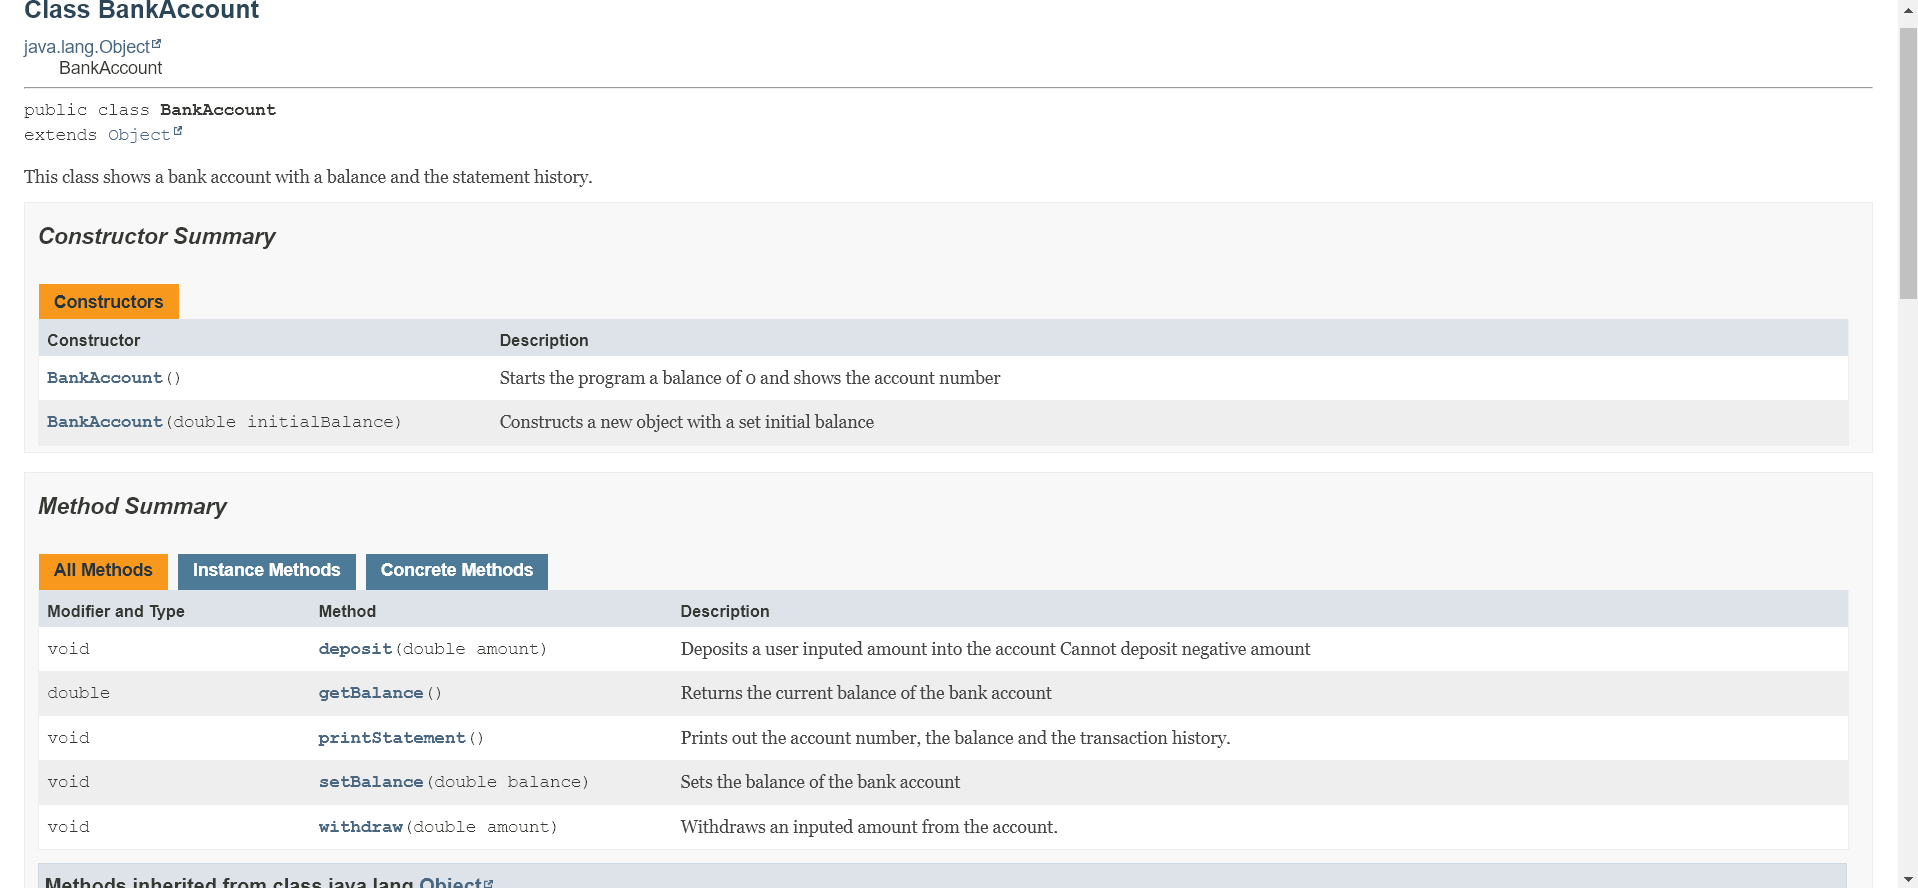 Class BankAccount
java.lang.Object
BankAccount
public class BankAccount
extends Object
This class shows a bank account with a balance and the statement history.
Constructor Summary
Constructors
Constructor Description
BankAccount() Starts the program a balance of 0 and shows the account number
BankAccount(double initialBalance) Constructs a new object with a set initial balance
Method Summary
All Methods Instance Methods Concrete Methods
Modifier and Type Method Description
void deposit(double amount) Deposits a user inputed amount into the account Cannot deposit negative amount
double getBalance() Returns the current balance of the bank account
void printStatement() Prints out the account number, the balance and the transaction history.
void setBalance(double balance) Sets the balance of the bank account
void withdraw(double amount) Withdraws an inputed amount from the account.
Methods inherited from class java.lang.Object